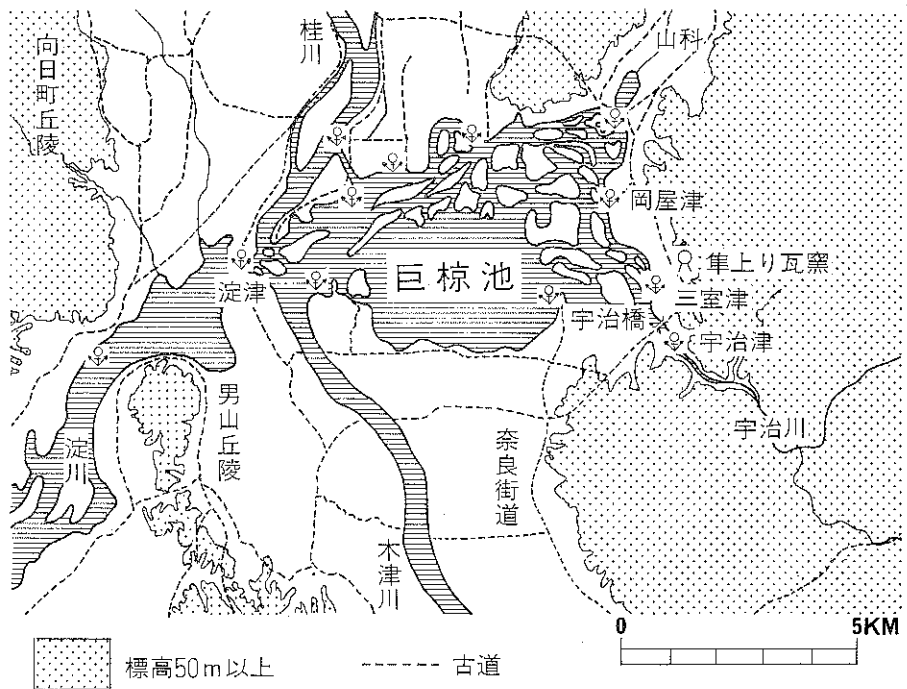 向日町丘陵
桂川
山科
岡屋津
隼上り瓦窯
巨椋池
淀津
三室津
宇治橋
宇治津
男山丘陵
淀川
奈良街道
宇治川
木津川
0 5KM
標高50m以上
古道